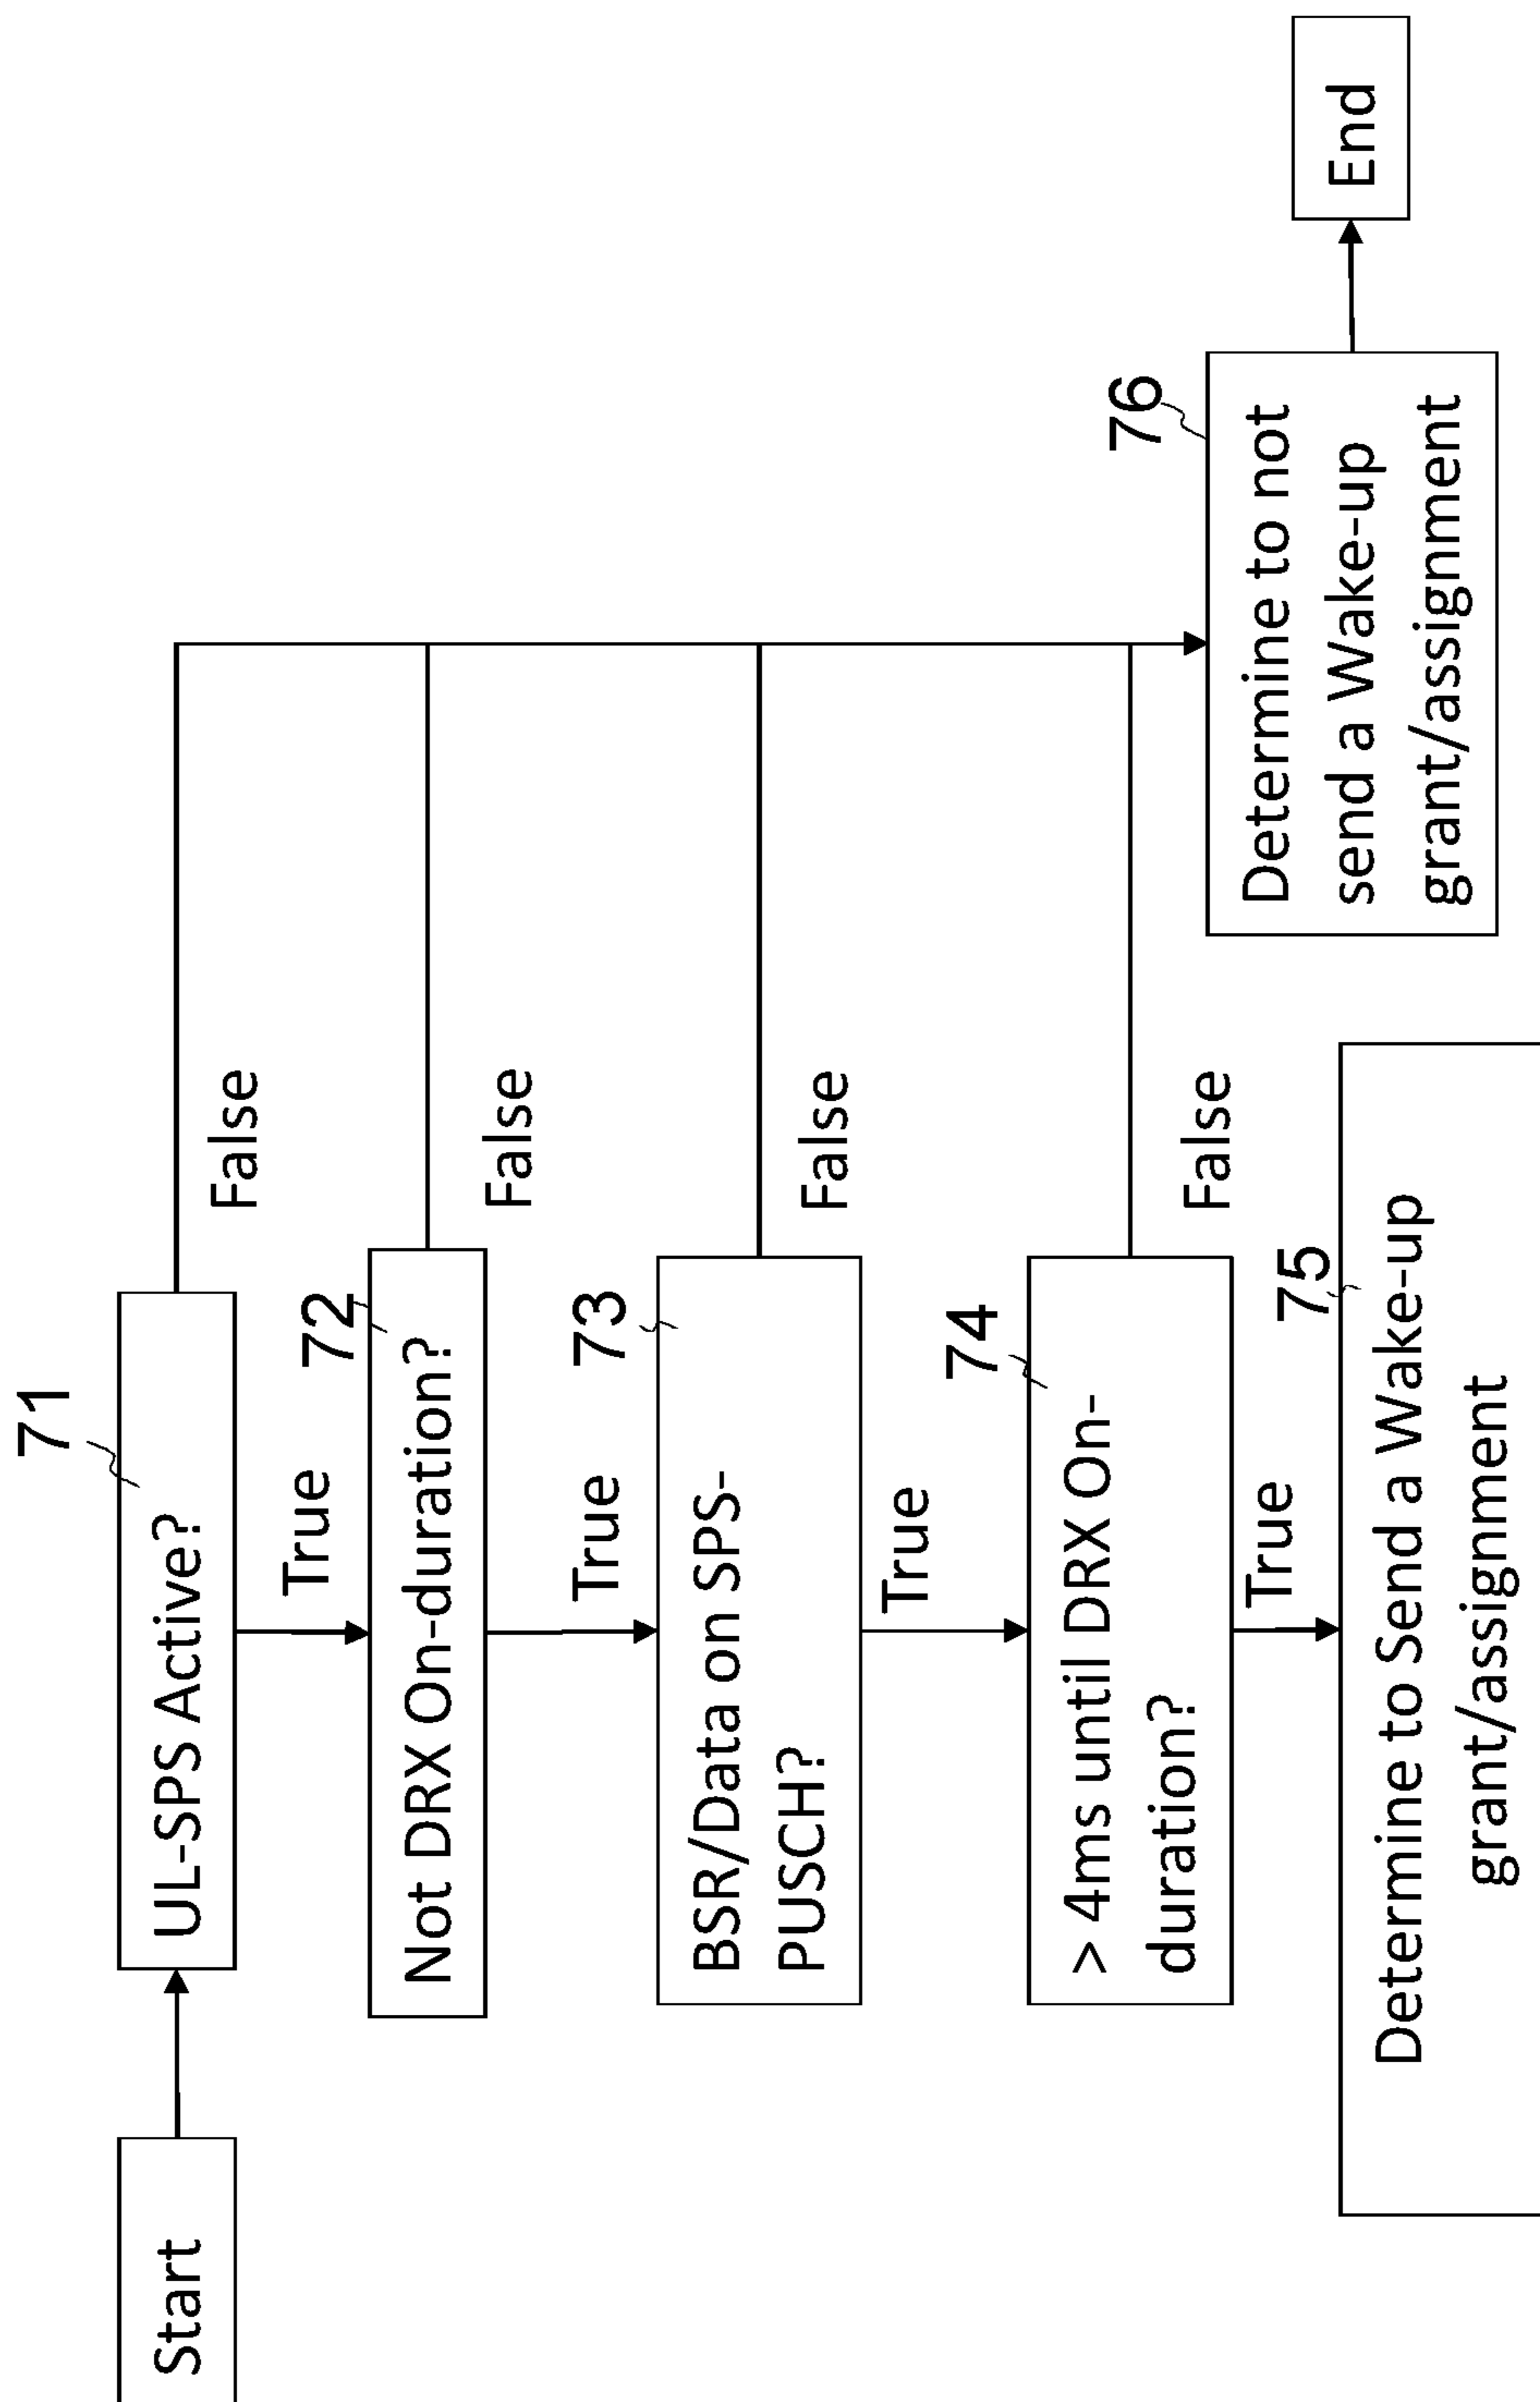 Start
71
UL-SPS Active?
False
True
72
Not DRX On-duration?
False
True
73
BSR/Data on SPS-
PUSCH?
False
True
74
> 4ms until DRX On-
duration?
False
True
75
Determine to Send a Wake-up
grant/assignment
76
Determine to not
send a Wake-up
grant/assignment
End